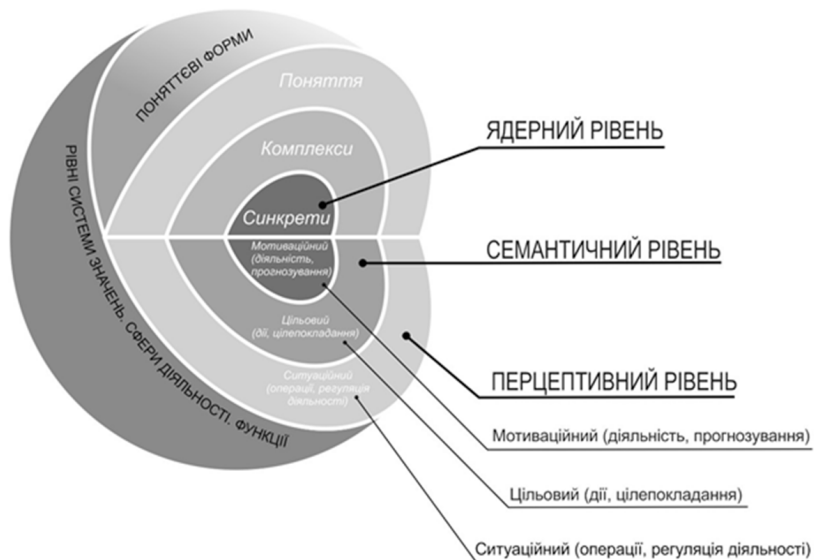 ПОНЯТТЄВІ ФОРМИ
РІВНІ СИСТЕМИ ЗНАЧЕНЬ. СФЕРИ ДІЯЛЬНОСТІ. ФУНКЦІЇ
Поняття
Комплекси
Синкрети
Мотиваційний
(діяльність,
прогнозування)
Цільовий
(дії, цілепокладання)
Ситуаційний
(операції, регуляція
діяльності)
ЯДЕРНИЙ РІВЕНЬ
СЕМАНТИЧНИЙ РІВЕНЬ
ПЕРЦЕПТИВНИЙ РІВЕНЬ
Мотиваційний (діяльність, прогнозування)
Цільовий (дії, цілепокладання)
Ситуаційний (операції, регуляція діяльності)